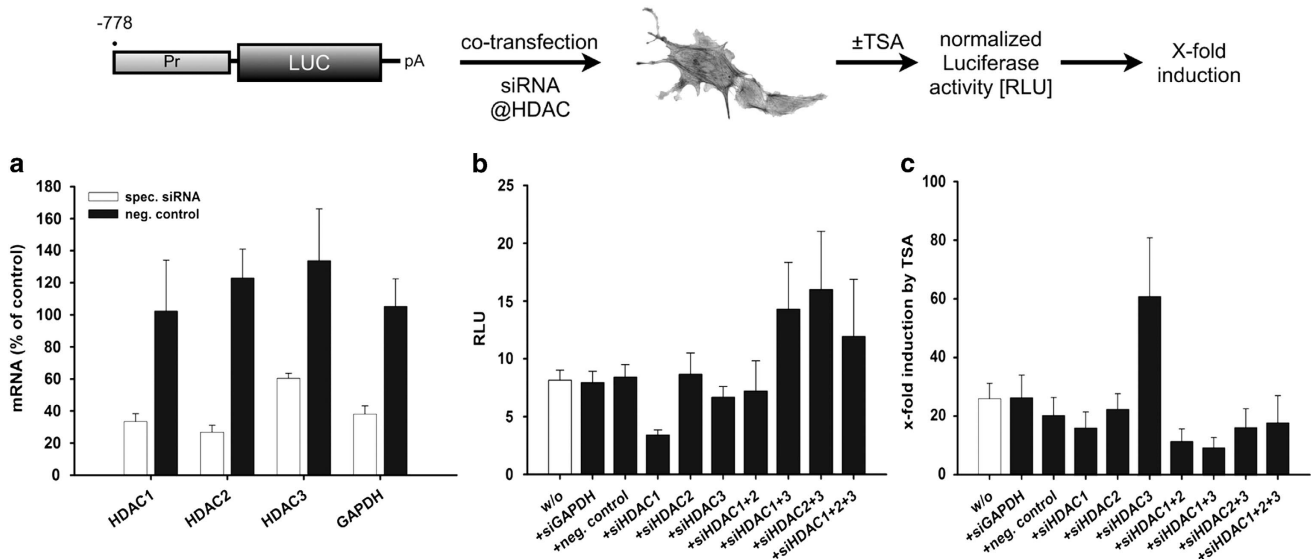 -778
Pr
LUC
pA
co-transfection
siRNA
@HDAC
±TSA
normalized
Luciferase
activity [RLU]
X-fold
induction
a
mRNA (% of control)
180
160
140
120
100
80
60
40
20
0
spec. siRNA
neg. control
HDAC1
HDAC2
HDAC3
GAPDH
b
RLU
25
20
15
10
5
0
w/o
+siGAPDH
+neg. control
+siHDAC1
+siHDAC2
+siHDAC3
+siHDAC1+2
+siHDAC1+3
+siHDAC2+3
+siHDAC1+2+3
c
x-fold induction by TSA
100
80
60
40
20
0
w/o
+siGAPDH
+neg. control
+siHDAC1
+siHDAC2
+siHDAC3
+siHDAC1+2
+siHDAC1+3
+siHDAC2+3
+siHDAC1+2+3